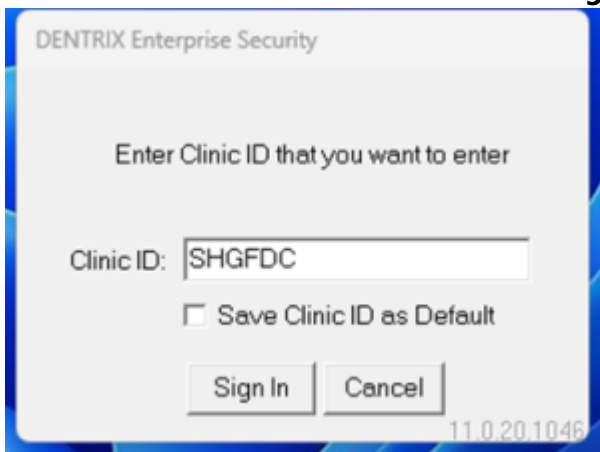 DENTRIX Enterprise Security
Enter Clinic ID that you want to enter
Clinic ID: SHGFDC
Save Clinic ID as Default
Sign In Cancel
11.0.20.1046